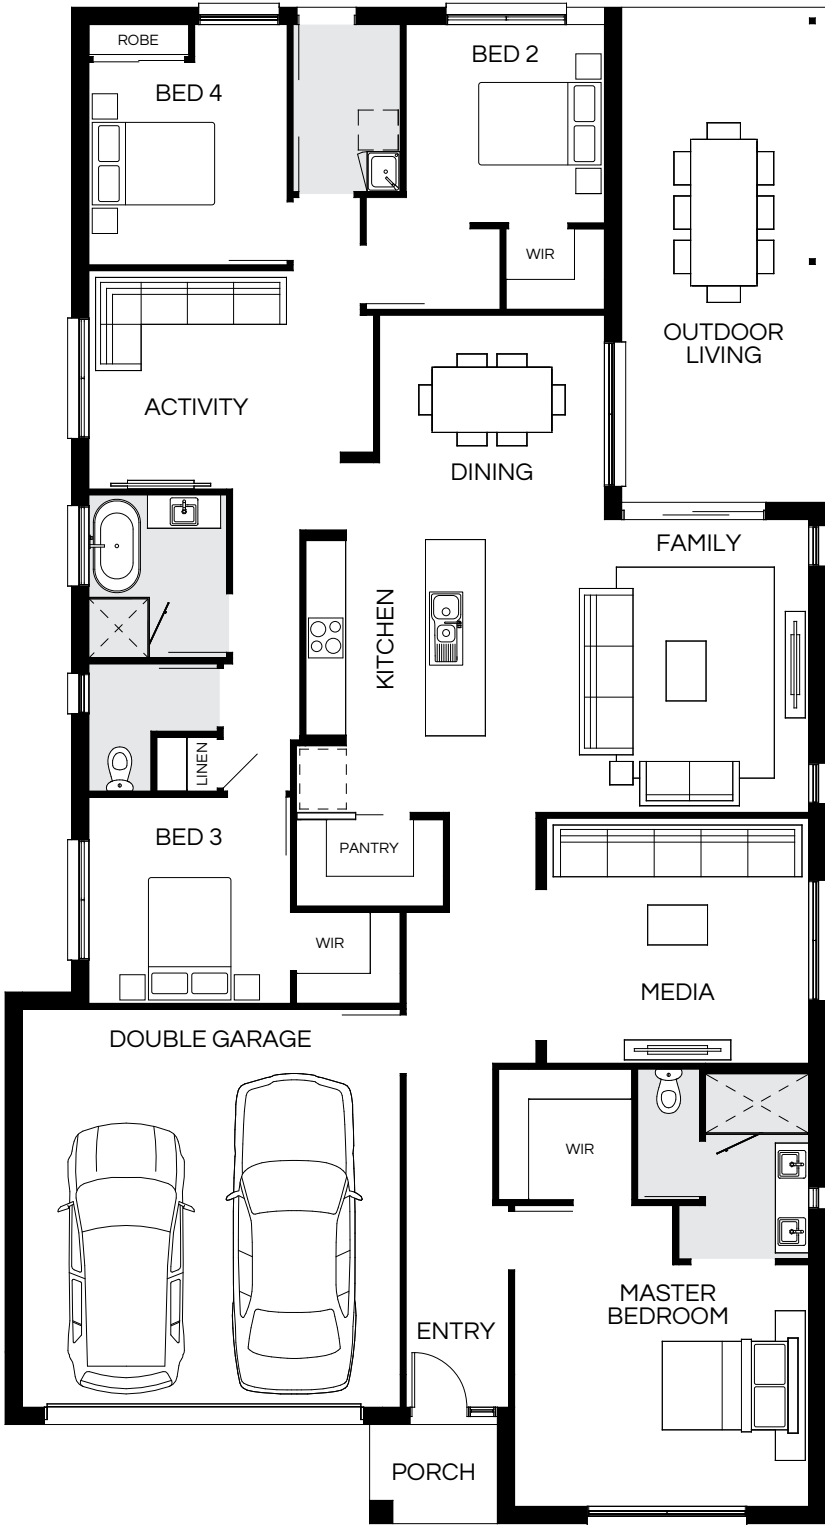 ROBE
BED 4
BED 2
WIR
OUTDOOR
LIVING
ACTIVITY
DINING
FAMILY
KITCHEN
LINEN
BED 3
PANTRY
WIR
MEDIA
DOUBLE GARAGE
WIR
MASTER
BEDROOM
ENTRY
PORCH